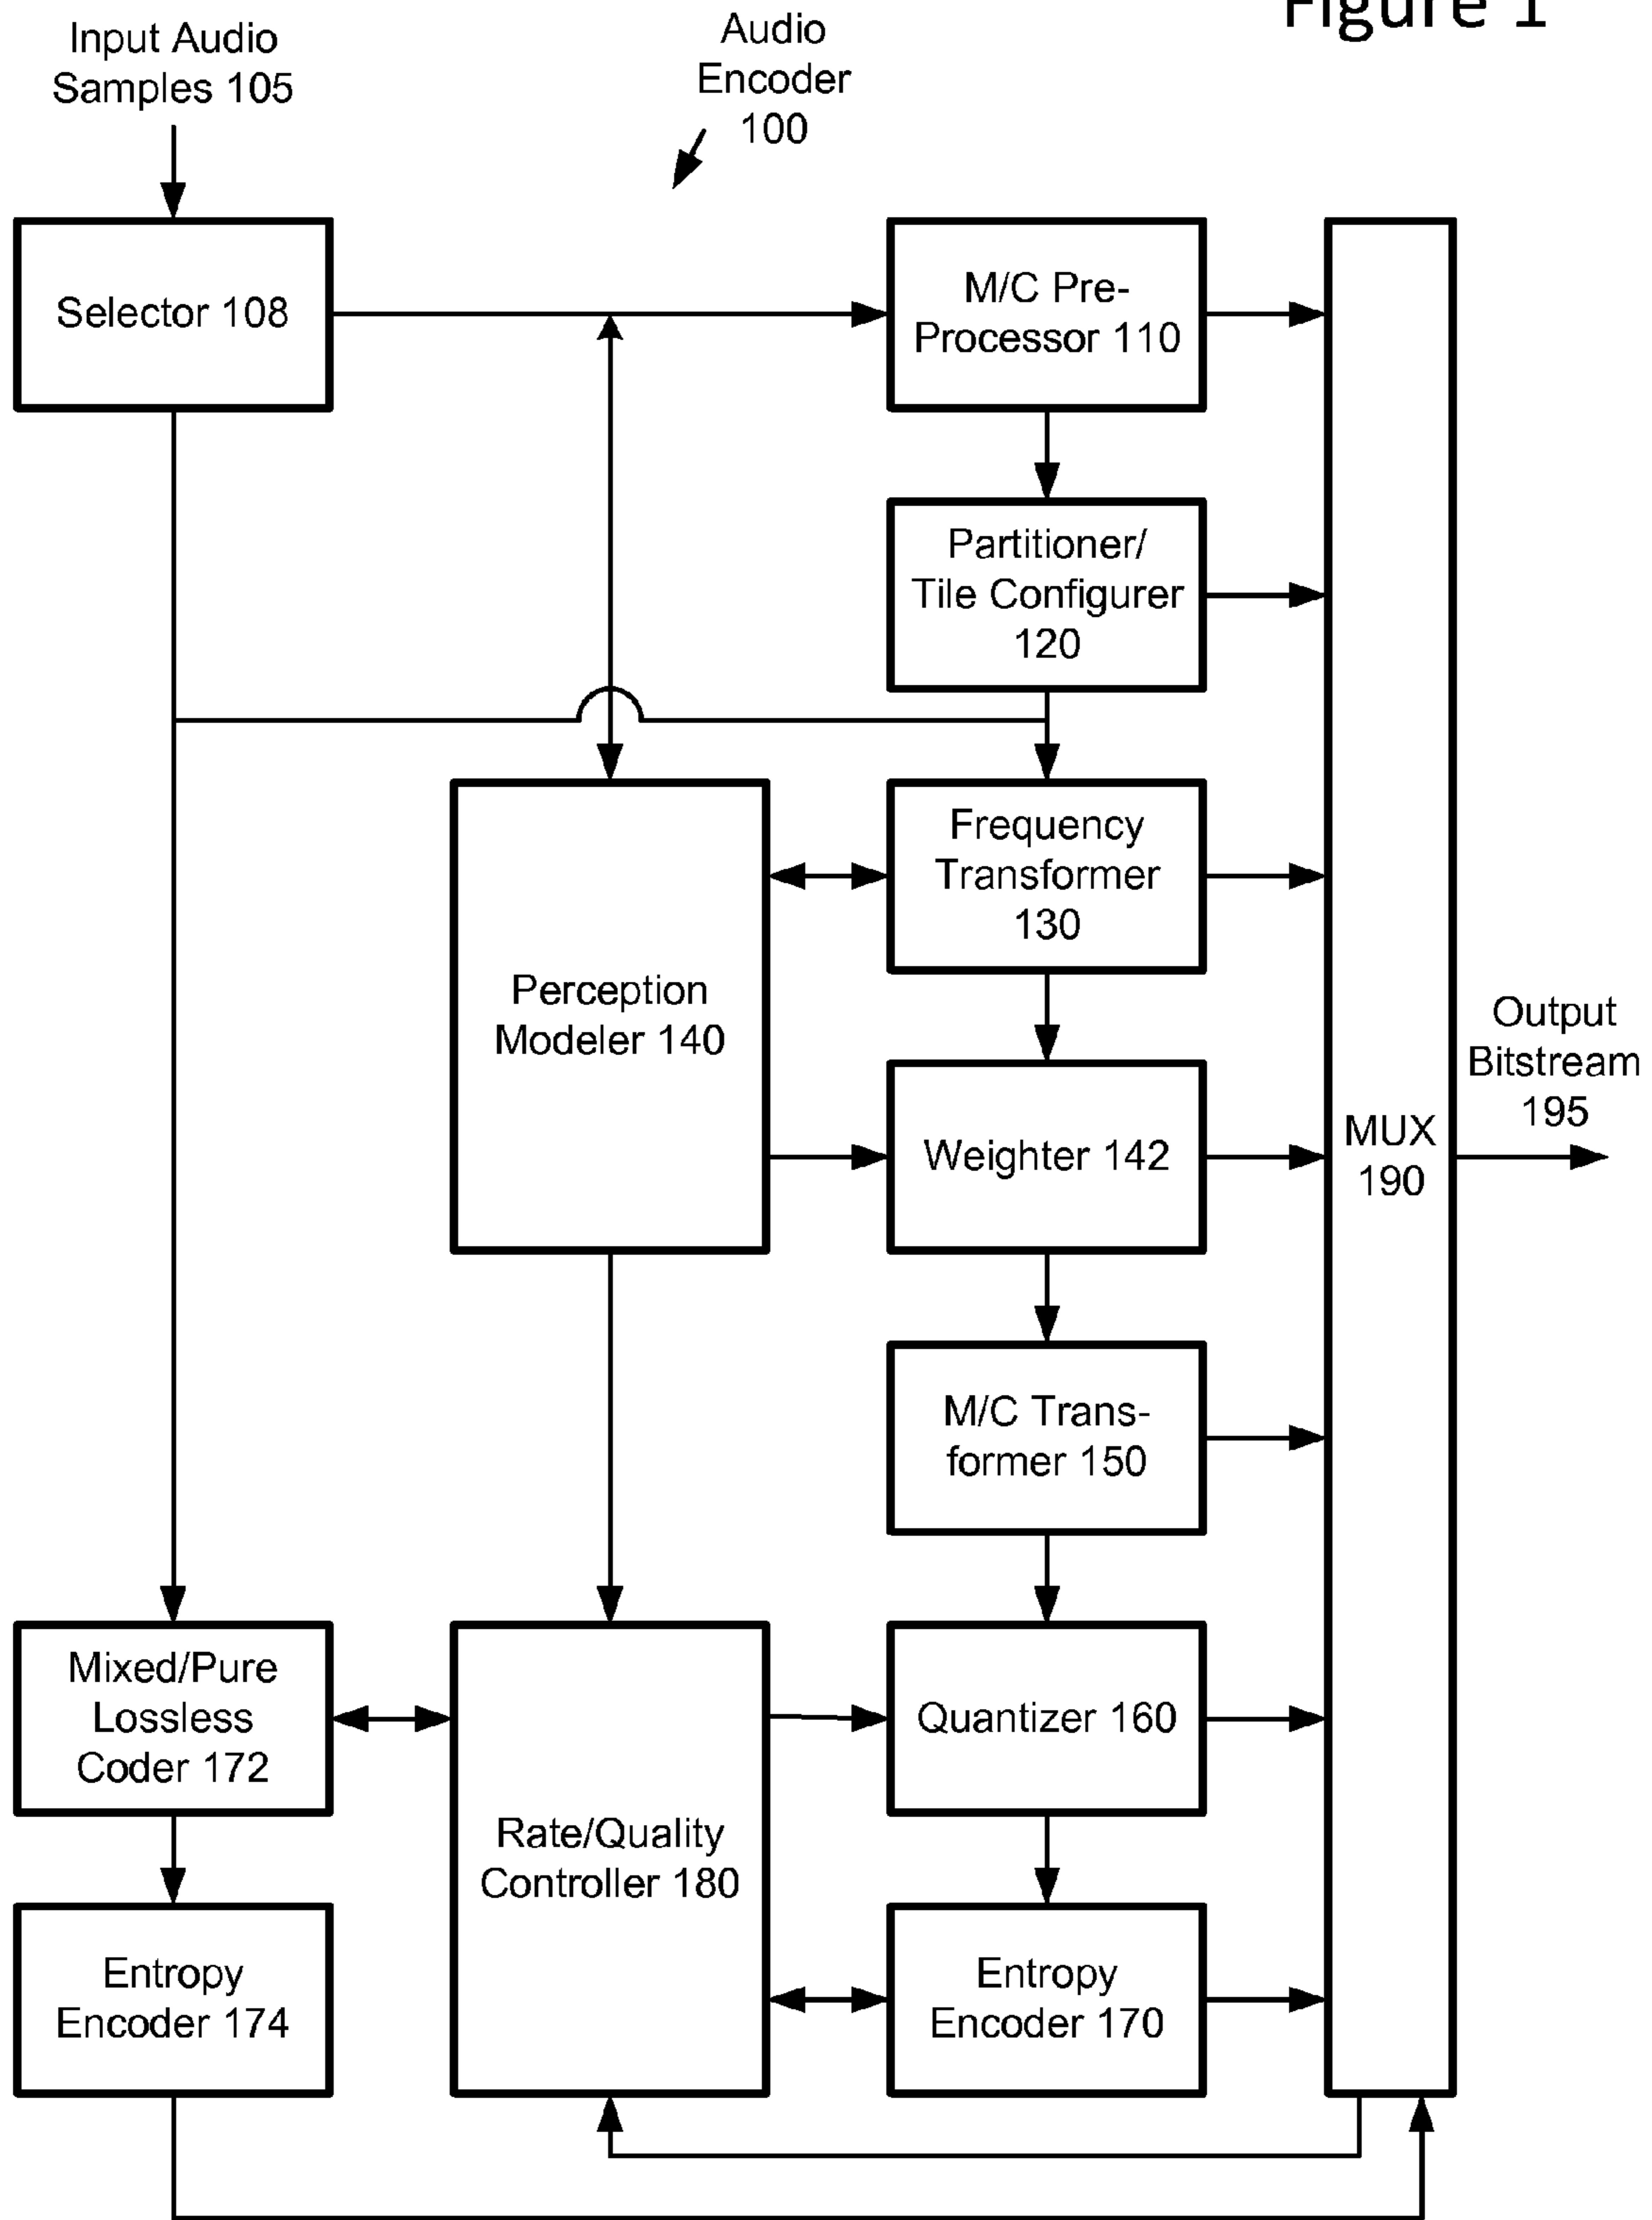 Figure 1
Input Audio
Samples 105
Audio
Encoder
100
Selector 108
M/C Pre-
Processor 110
Partitioner/
Tile Configurer
120
Frequency
Transformer
130
Perception
Modeler 140
Weighter 142
Output
Bitstream
195
MUX
190
M/C Trans-
former 150
Mixed/Pure
Lossless
Coder 172
Rate/Quality
Controller 180
Quantizer 160
Entropy
Encoder 174
Entropy
Encoder 170